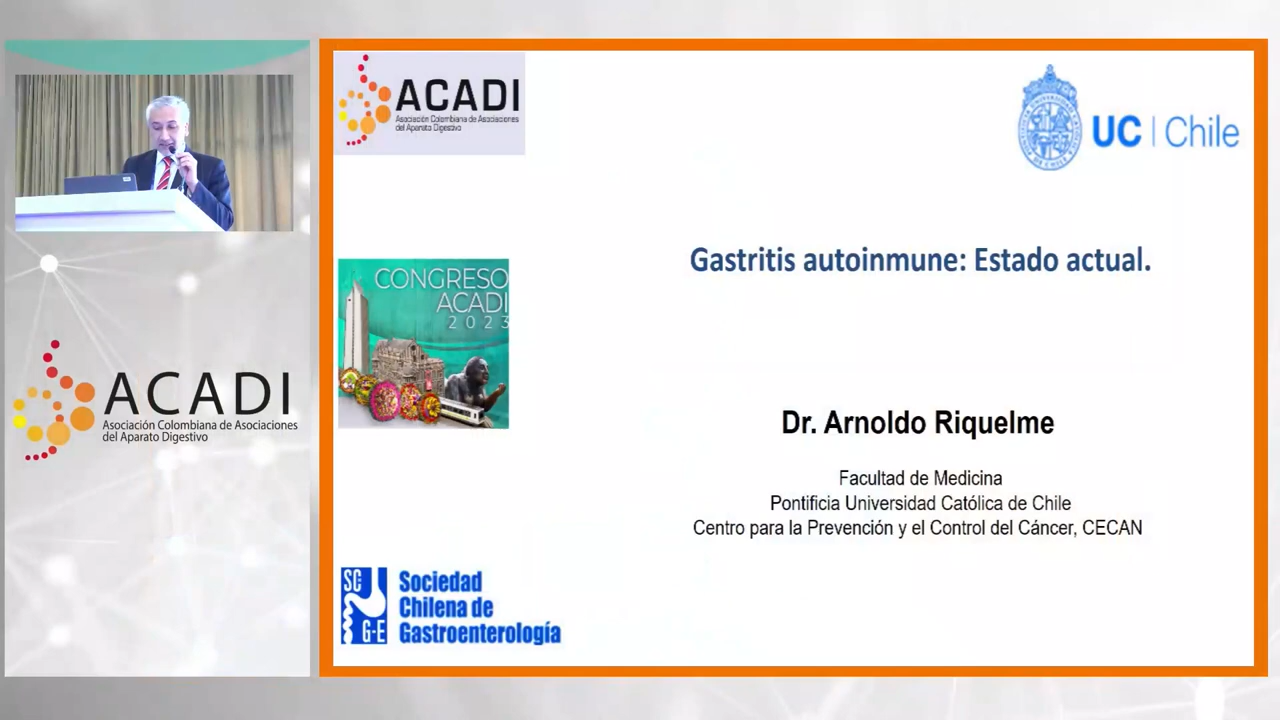 ACADI
Asociación Colombiana de Asociaciones
del Aparato Digestivo
ACADI
Asociación Colombiana de Asociaciones
del Aparato Digestivo
UC | Chile
Gastritis autoinmune: Estado actual.
CONGRESO
ACADI
2023
Dr. Arnoldo Riquelme
Facultad de Medicina
Pontificia Universidad Católica de Chile
Centro para la Prevención y el Control del Cáncer, CECAN
SC
G-E
Sociedad
Chilena de
Gastroenterología